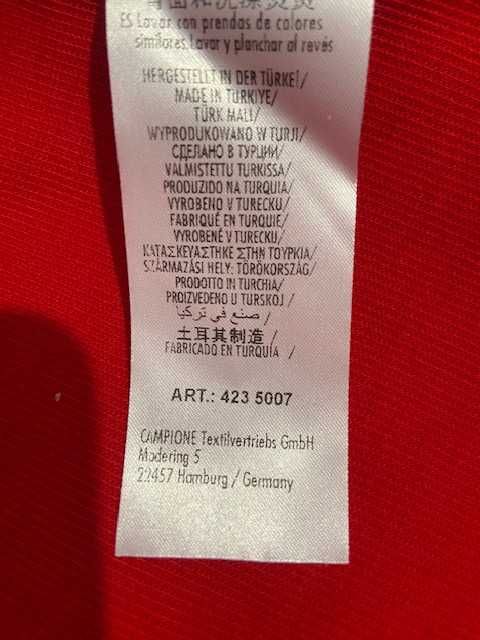 ES Lavar con prendas de colores
similares. Lavar y planchar al revés
HERGESTELLT IN DER TÜRKEI/
MADE IN TURKIYE/
TÜRK MALI/
WYPRODUKOWANO W TURJI/
СДЕЛАНО В ТУРЦИИ/
VALMISTETTU TURKISSA/
PRODUZIDO NA TURQUIA/
VYROBENO V TURECKU/
FABRIQUÉ EN TURQUIE/
VYROBENÉ V TURECKU/
ΚΑΤΑΣΚΕΥΑΣΤΗΚΕ ΣΤΗΝ ΤΟΥΡΚΙΑ/
SZÁRMAZÁSI HELY: TÖRÖKORSZÁG/
PRODOTTO IN TURCHIA/
PROIZVEDENO U TURSKOJ /
صنع في تركيا /
土耳其制造 /
FABRICADO EN TURQUÍA /
ART.: 423 5007
CAMPIONE Textilvertriebs GmbH
Modering 5
22457 Hamburg / Germany